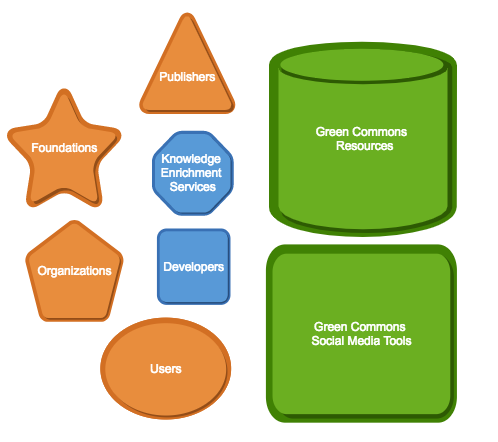 Publishers
Foundations
Knowledge
Enrichment
Services
Organizations
Developers
Users
Green Commons
Resources
Green Commons
Social Media Tools